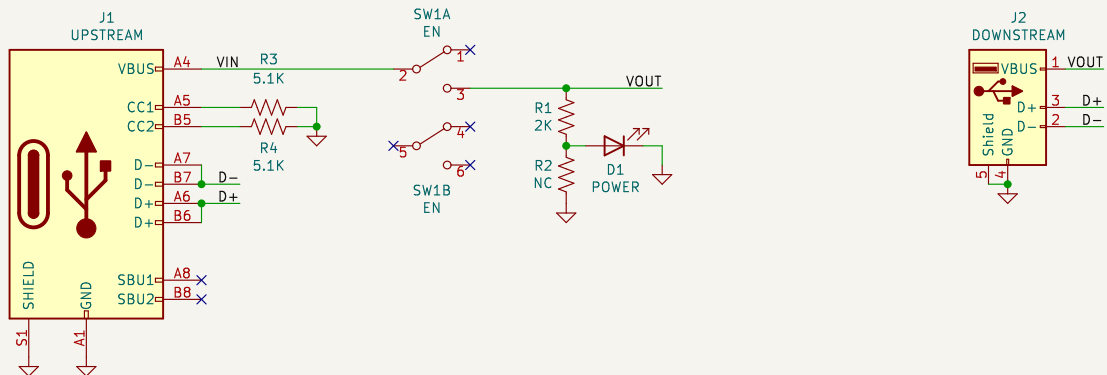 J1
UPSTREAM
VBUS
A4
VIN
CC1
A5
CC2
B5
D-
A7
D-
B7
D-
D+
A6
D+
D+
B6
SBU1
A8
SBU2
B8
SHIELD
GND
S1
A1
R3
5.1K
R4
5.1K
SW1A
EN
1
2
3
4
5
6
SW1B
EN
VOUT
R1
2K
R2
NC
D1
POWER
J2
DOWNSTREAM
VBUS
1
VOUT
D+
3
D+
D-
2
D-
Shield
GND
5
4